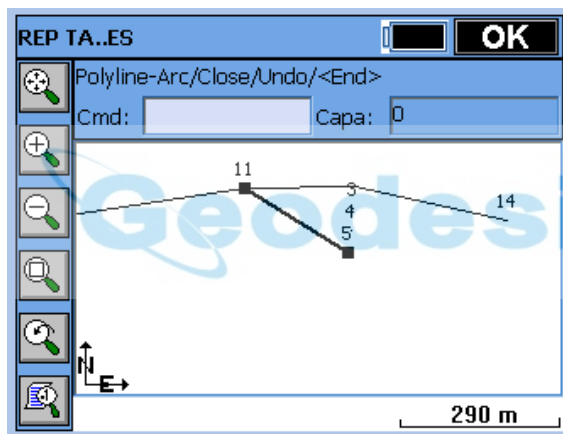 REP TA..ES
OK
Polyline-Arc/Close/Undo/<End>
Cmd:
Capa: 0
Geodesi
11
3
4
5
14
N
E
290 m